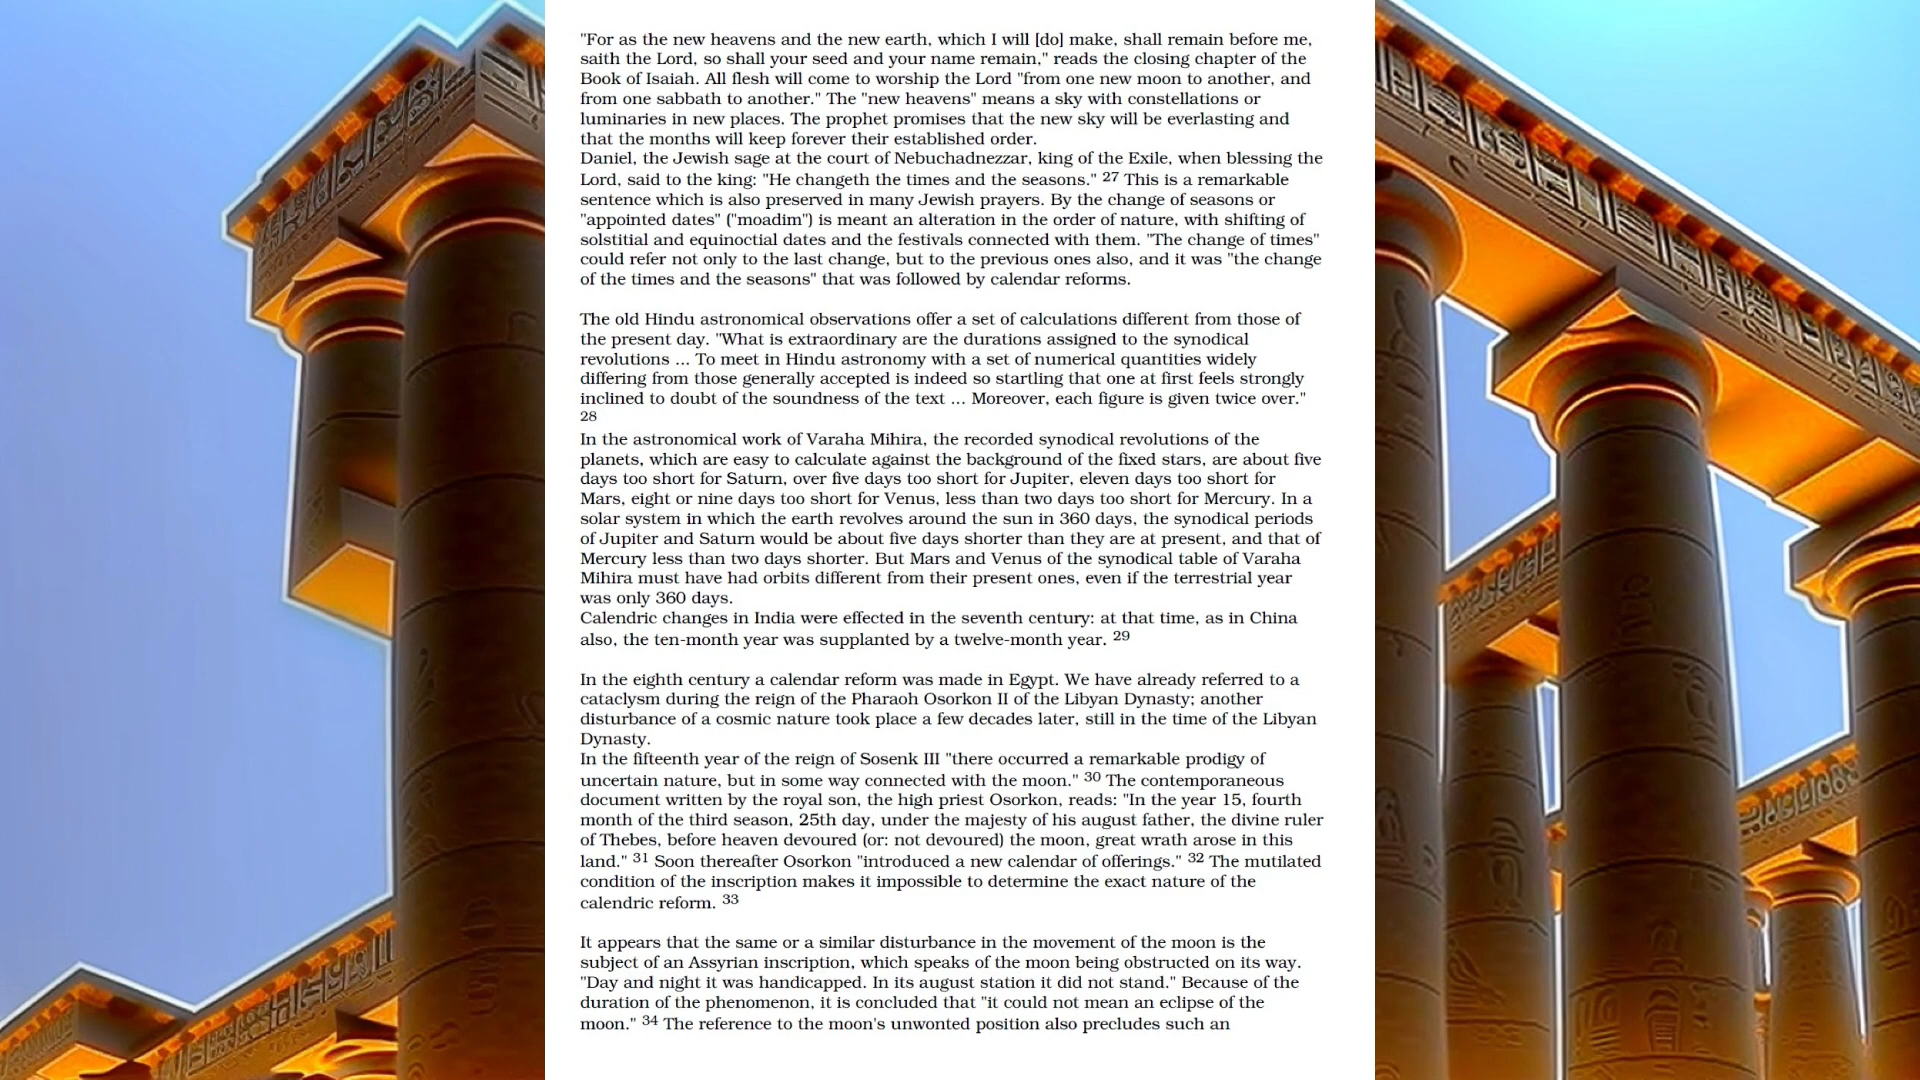 "For as the new heavens and the new earth, which I will [do] make, shall remain before me,
saith the Lord, so shall your seed and your name remain," reads the closing chapter of the
Book of Isaiah. All flesh will come to worship the Lord "from one new moon to another, and
from one sabbath to another." The "new heavens" means a sky with constellations or
luminaries in new places. The prophet promises that the new sky will be everlasting and
that the months will keep forever their established order.
Daniel, the Jewish sage at the court of Nebuchadnezzar, king of the Exile, when blessing the
Lord, said to the king: "He changeth the times and the seasons." 27 This is a remarkable
sentence which is also preserved in many Jewish prayers. By the change of seasons or
"appointed dates" ("moadim") is meant an alteration in the order of nature, with shifting of
solstitial and equinoctial dates and the festivals connected with them. "The change of times"
could refer not only to the last change, but to the previous ones also, and it was "the change
of the times and the seasons" that was followed by calendar reforms.
The old Hindu astronomical observations offer a set of calculations different from those of
the present day. "What is extraordinary are the durations assigned to the synodical
revolutions ... To meet in Hindu astronomy with a set of numerical quantities widely
differing from those generally accepted is indeed so startling that one at first feels strongly
inclined to doubt of the soundness of the text ... Moreover, each figure is given twice over."
28
In the astronomical work of Varaha Mihira, the recorded synodical revolutions of the
planets, which are easy to calculate against the background of the fixed stars, are about five
days too short for Saturn, over five days too short for Jupiter, eleven days too short for
Mars, eight or nine days too short for Venus, less than two days too short for Mercury. In a
solar system in which the earth revolves around the sun in 360 days, the synodical periods
of Jupiter and Saturn would be about five days shorter than they are at present, and that of
Mercury less than two days shorter. But Mars and Venus of the synodical table of Varaha
Mihira must have had orbits different from their present ones, even if the terrestrial year
was only 360 days.
Calendric changes in India were effected in the seventh century: at that time, as in China
also, the ten-month year was supplanted by a twelve-month year. 29
In the eighth century a calendar reform was made in Egypt. We have already referred to a
cataclysm during the reign of the Pharaoh Osorkon II of the Libyan Dynasty; another
disturbance of a cosmic nature took place a few decades later, still in the time of the Libyan
Dynasty.
In the fifteenth year of the reign of Sosenk III "there occurred a remarkable prodigy of
uncertain nature, but in some way connected with the moon." 30 The contemporaneous
document written by the royal son, the high priest Osorkon, reads: "In the year 15, fourth
month of the third season, 25th day, under the majesty of his august father, the divine ruler
of Thebes, before heaven devoured (or: not devoured) the moon, great wrath arose in this
land." 31 Soon thereafter Osorkon "introduced a new calendar of offerings." 32 The mutilated
condition of the inscription makes it impossible to determine the exact nature of the
calendric reform. 33
It appears that the same or a similar disturbance in the movement of the moon is the
subject of an Assyrian inscription, which speaks of the moon being obstructed on its way.
"Day and night it was handicapped. In its august station it did not stand." Because of the
duration of the phenomenon, it is concluded that "it could not mean an eclipse of the
moon." 34 The reference to the moon's unwonted position also precludes such an